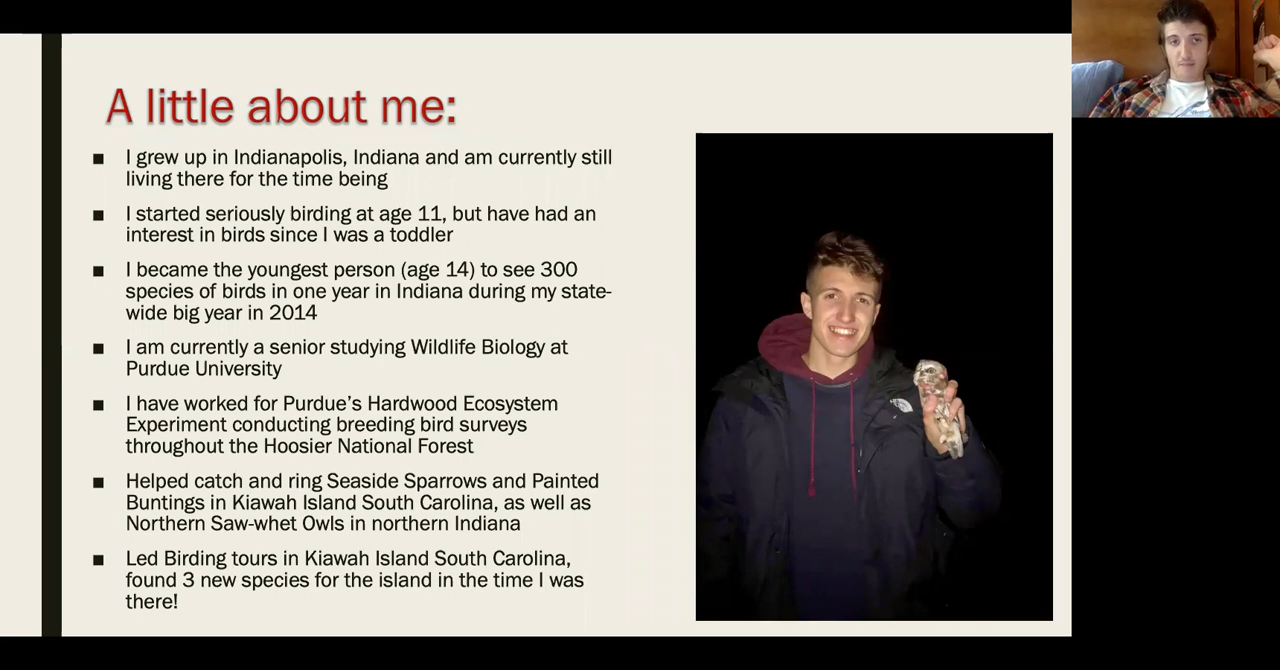 A little about me:
I grew up in Indianapolis, Indiana and am currently still
living there for the time being
I started seriously birding at age 11, but have had an
interest in birds since I was a toddler
I became the youngest person (age 14) to see 300
species of birds in one year in Indiana during my state-
wide big year in 2014
I am currently a senior studying Wildlife Biology at
Purdue University
I have worked for Purdue’s Hardwood Ecosystem
Experiment conducting breeding bird surveys
throughout the Hoosier National Forest
Helped catch and ring Seaside Sparrows and Painted
Buntings in Kiawah Island South Carolina, as well as
Northern Saw-whet Owls in northern Indiana
Led Birding tours in Kiawah Island South Carolina,
found 3 new species for the island in the time I was
there!